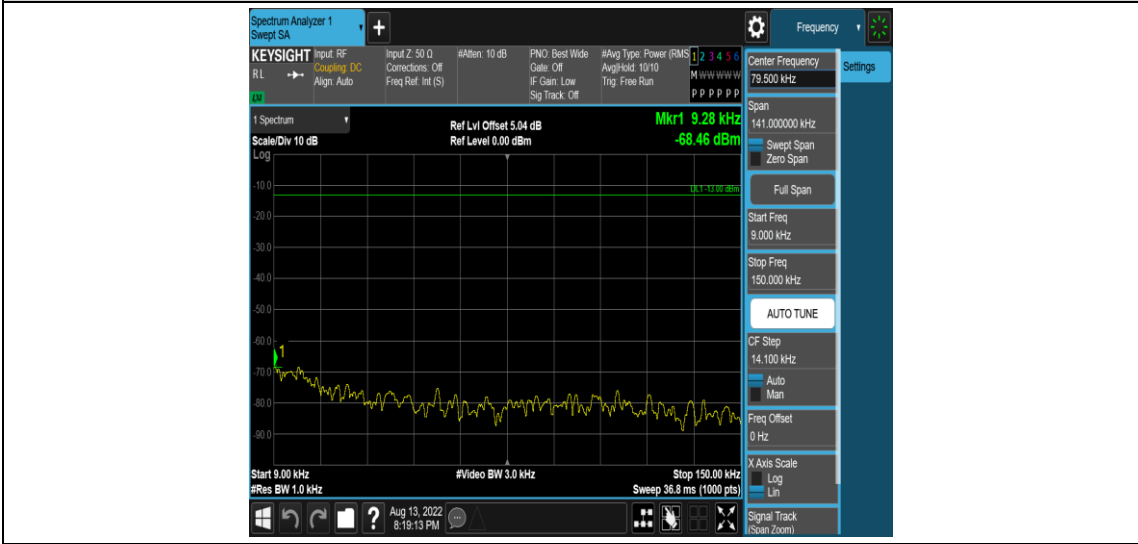 Spectrum Analyzer 1
Swept SA
+
Frequency
KEYSIGHT
RL
Input: RF
Coupling: DC
Align: Auto
Input Z: 50 Ω
Corrections: Off
Freq Ref: Int (S)
#Atten: 10 dB
PNO: Best Wide
Gate: Off
IF Gain: Low
Sig Track: Off
#Avg Type: Power (RMS
Avg|Hold: 10/10
Trig: Free Run
1 2 3 4 5 6
M W W W W W
P P P P P P
1 Spectrum
Scale/Div 10 dB
Log
Ref Lvl Offset 5.04 dB
Ref Level 0.00 dBm
Mkr1 9.28 kHz
-68.46 dBm
DL1 -13.00 dBm
-10.0
-20.0
-30.0
-40.0
-50.0
-60.0
1
-70.0
-80.0
-90.0
Start 9.00 kHz
#Video BW 3.0 kHz
Stop 150.00 kHz
#Res BW 1.0 kHz
Sweep 36.8 ms (1000 pts)
?
Aug 13, 2022
8:19:13 PM
Center Frequency
79.500 kHz
Settings
Span
141.000000 kHz
Swept Span
Zero Span
Full Span
Start Freq
9.000 kHz
Stop Freq
150.000 kHz
AUTO TUNE
CF Step
14.100 kHz
Auto
Man
Freq Offset
0 Hz
X Axis Scale
Log
Lin
Signal Track
(Span Zoom)